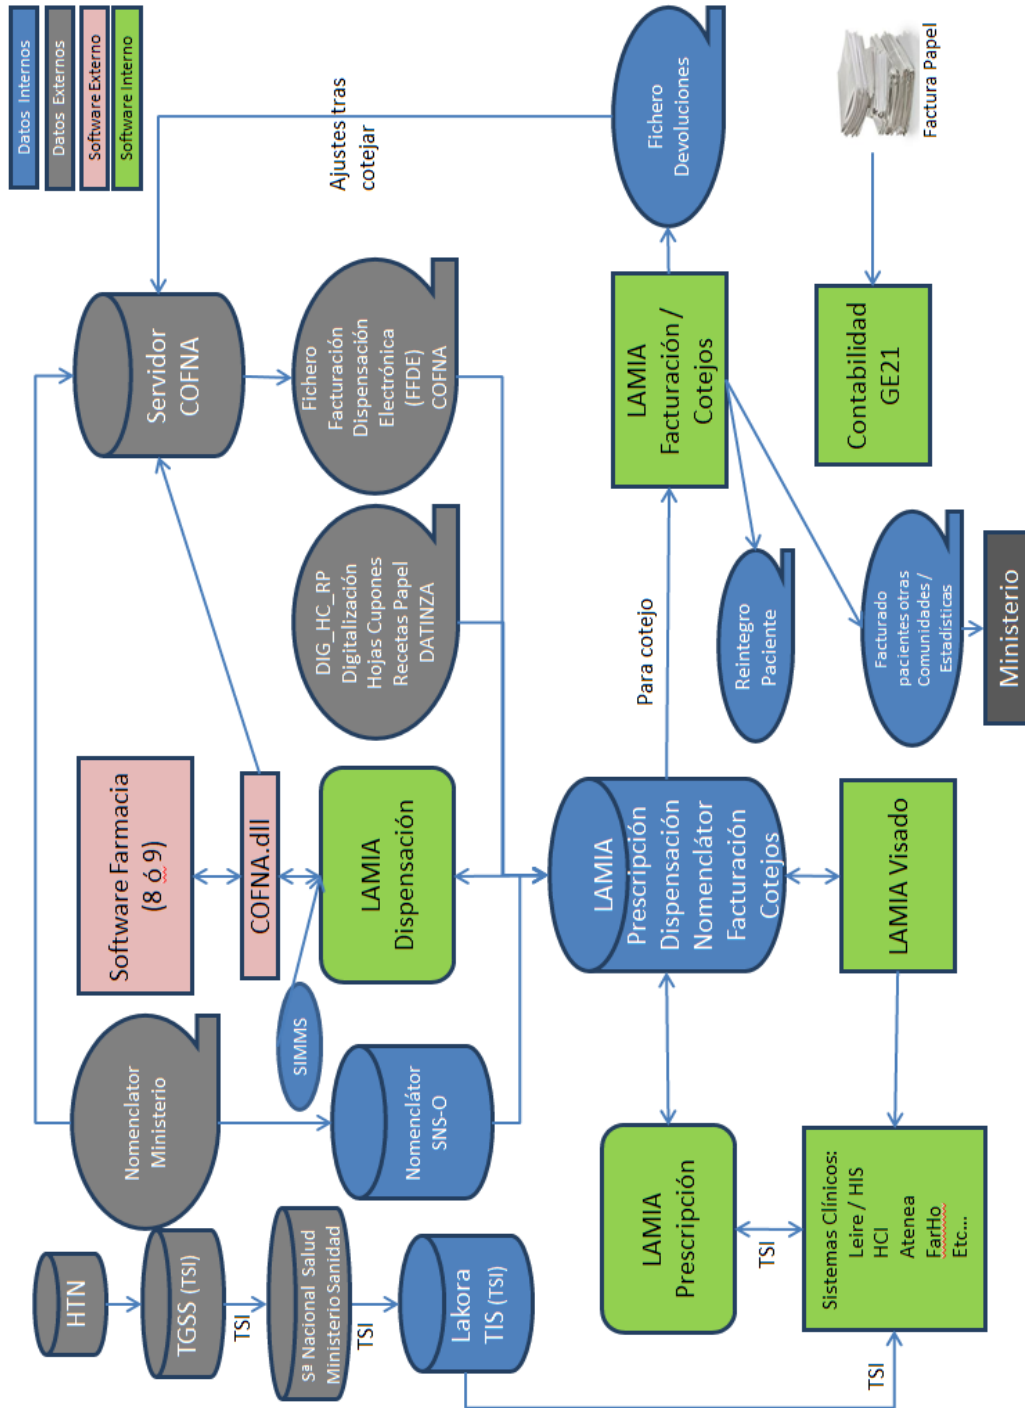 Datos Internos
Datos Externos
Software Externo
Software Interno
HTN
TGSS (TSI)
TSI
Sª Nacional Salud
Ministerio Sanidad
TSI
Lakora
TIS (TSI)
TSI
Nomenclator
Ministerio
Nomenclátor
SNS-O
Software Farmacia
(8 ó 9)
COFNA.dll
SIMMS
LAMIA
Dispensación
DIG_HC_RP
Digitalización
Hojas Cupones
Recetas Papel
DATINZA
Servidor
COFNA
Fichero
Facturación
Dispensación
Electrónica
(FFDE)
COFNA
Ajustes tras
cotejar
LAMIA
Prescripción
TSI
Sistemas Clínicos:
Leire / HIS
HCI
Atenea
FarHo
Etc...
LAMIA
Prescripción
Dispensación
Nomenclátor
Facturación
Cotejos
LAMIA Visado
Para cotejo
LAMIA
Facturación /
Cotejos
Reintegro
Paciente
Facturado
pacientes otras
Comunidades /
Estadísticas
Ministerio
Fichero
Devoluciones
Contabilidad
GE21
Factura Papel